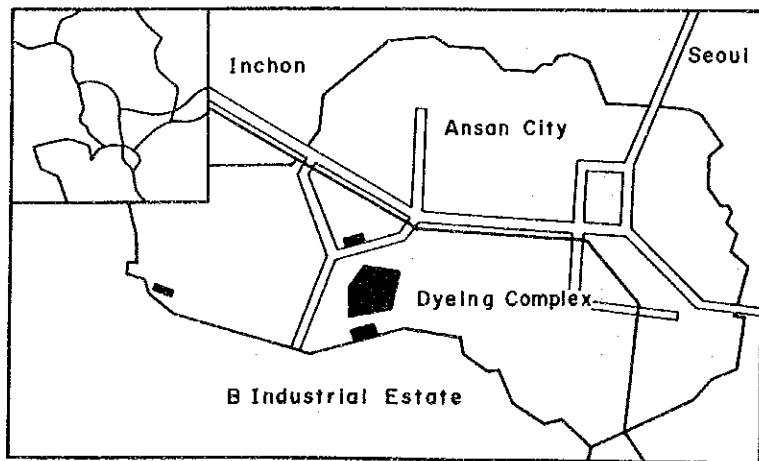 Inchon
Seoul
Ansan City
Dyeing Complex
B Industrial Estate